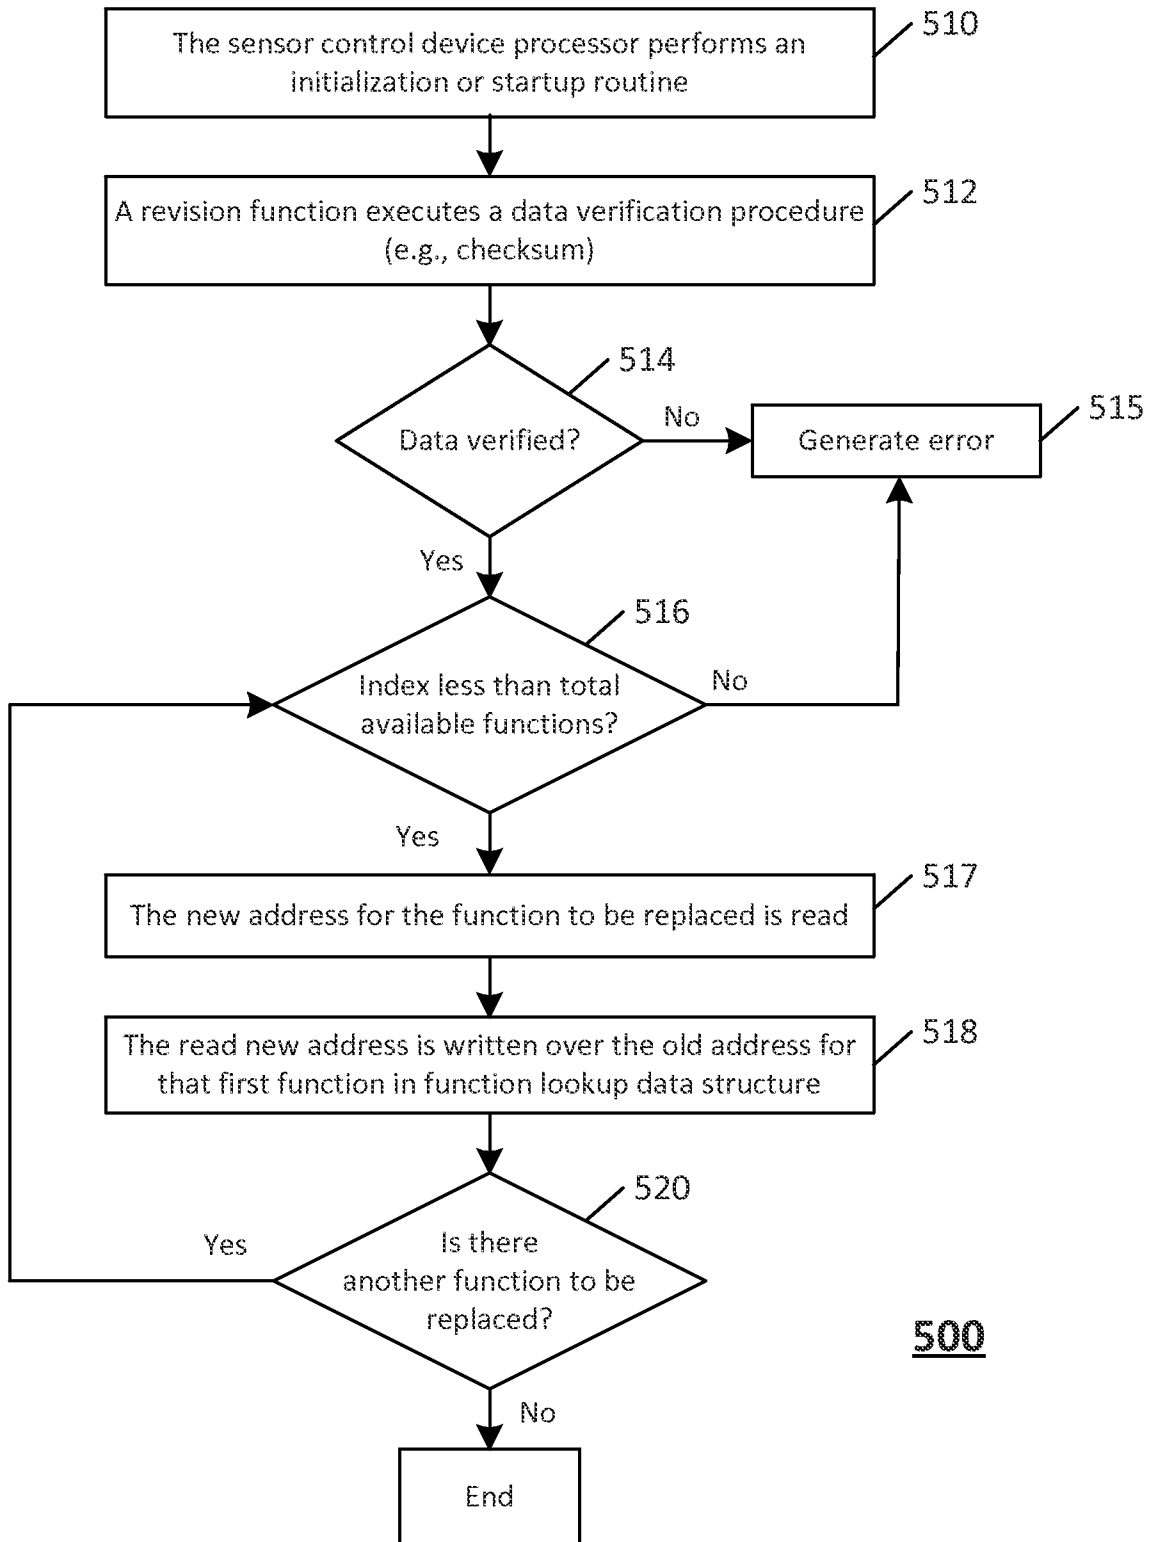 The sensor control device processor performs an
initialization or startup routine
510
A revision function executes a data verification procedure
(e.g., checksum)
512
514
Data verified?
No
Generate error
515
Yes
516
Index less than total
available functions?
No
Yes
The new address for the function to be replaced is read
517
The read new address is written over the old address for
that first function in function lookup data structure
518
520
Yes
Is there
another function to be
replaced?
500
No
End